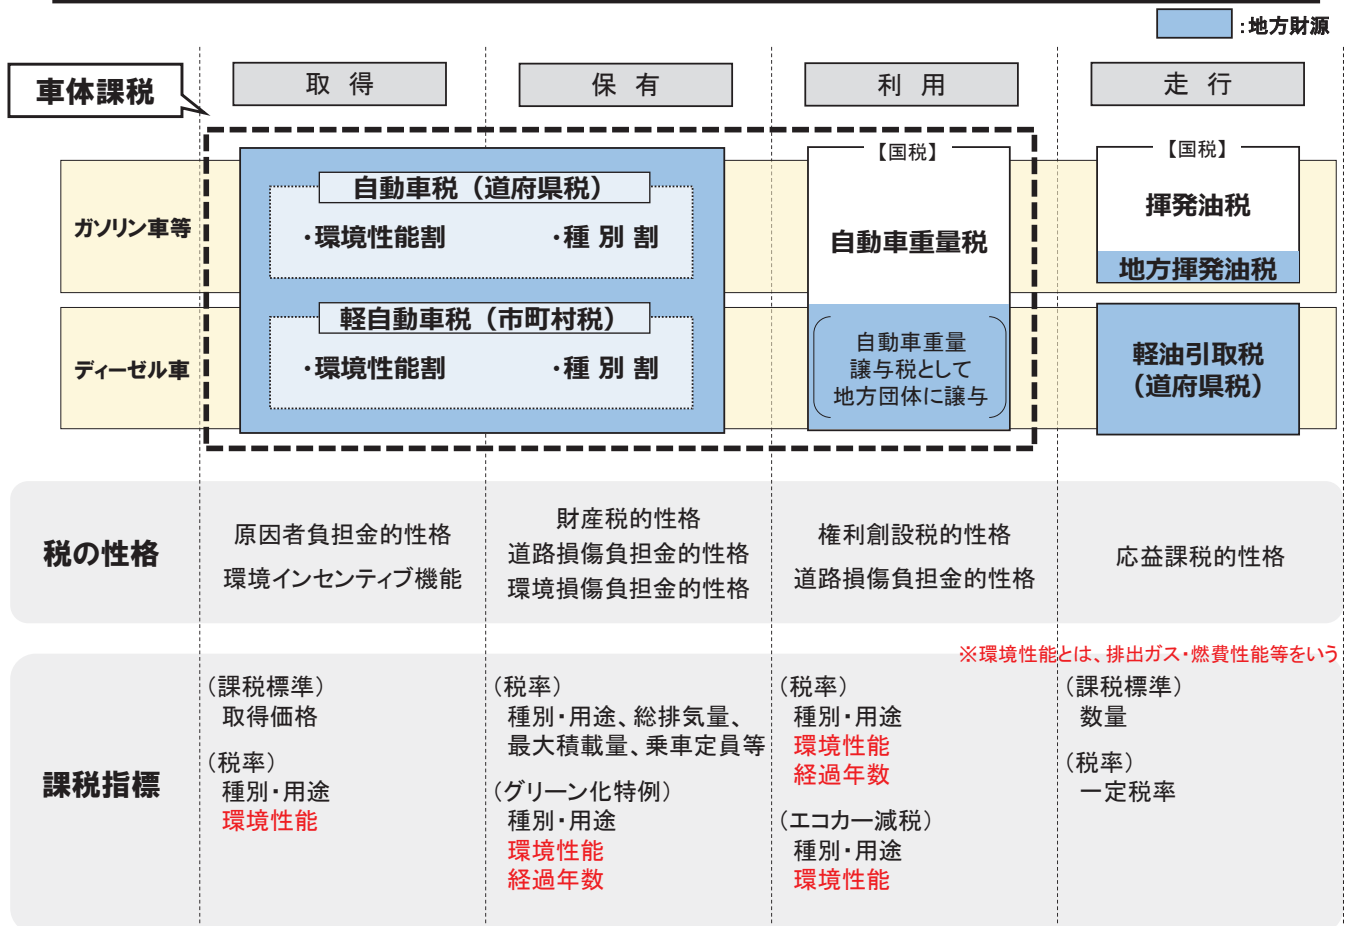 ：地方財源
車体課税
取 得
保 有
利 用
走 行
ガソリン車等
自動車税（道府県税）
・環境性能割
・種 別 割
【国税】
自動車重量税
【国税】
揮発油税
地方揮発油税
ディーゼル車
軽自動車税（市町村税）
・環境性能割
・種 別 割
自動車重量
譲与税として
地方団体に譲与
軽油引取税
（道府県税）
税の性格
原因者負担金的性格
環境インセンティブ機能
財産税的性格
道路損傷負担金的性格
環境損傷負担金的性格
権利創設税的性格
道路損傷負担金的性格
応益課税的性格
※環境性能とは、排出ガス・燃費性能等をいう
課税指標
（課税標準）
取得価格
（税率）
種別・用途
環境性能
（税率）
種別・用途、総排気量、
最大積載量、乗車定員等
（グリーン化特例）
種別・用途
環境性能
経過年数
（税率）
種別・用途
環境性能
経過年数
（エコカー減税）
種別・用途
環境性能
（課税標準）
数量
（税率）
一定税率